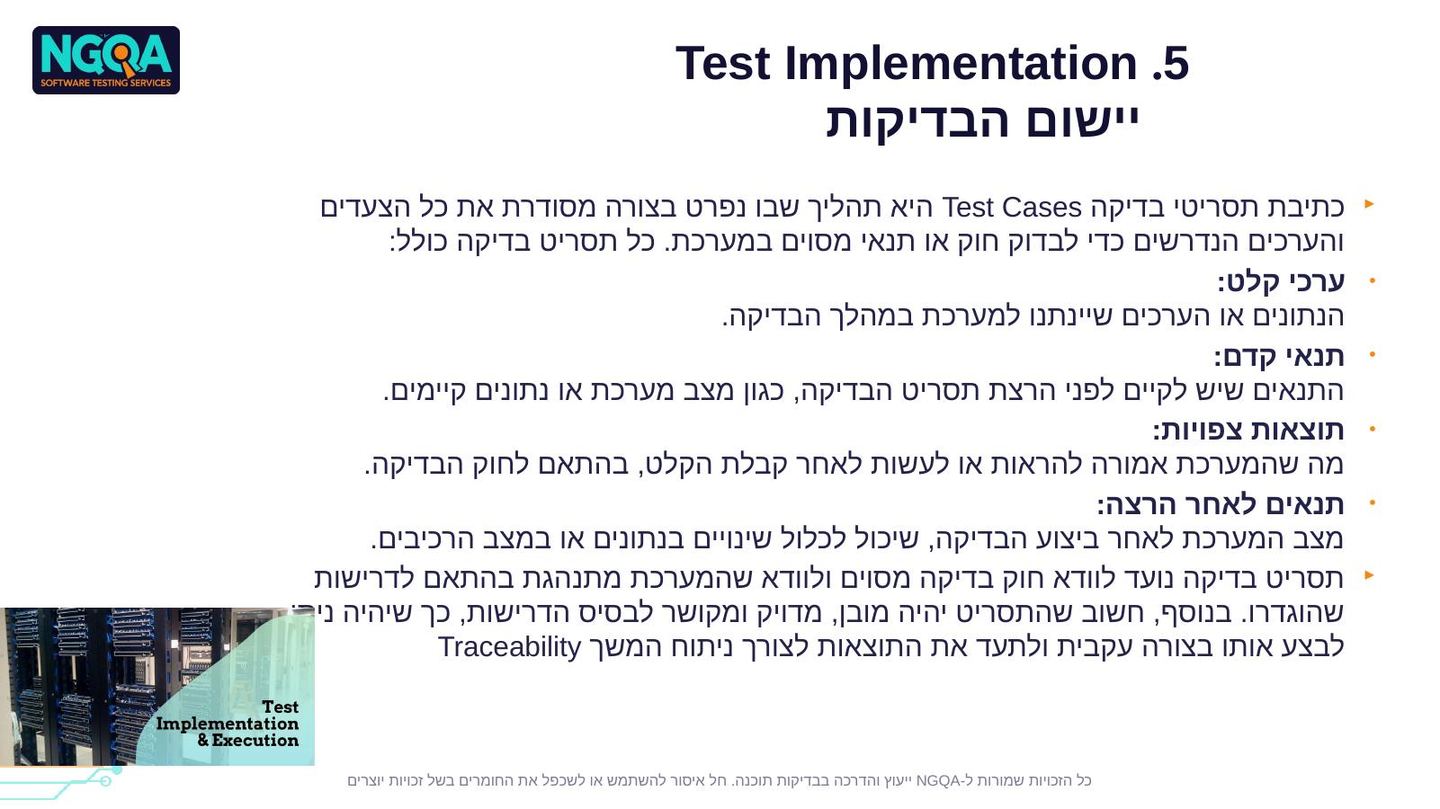 NGQA
SOFTWARE TESTING SERVICES
5. Test Implementation
יישום הבדיקות
כתיבת תסריטי בדיקה Test Cases היא תהליך שבו נפרט בצורה מסודרת את כל הצעדים
והערכים הנדרשים כדי לבדוק חוק או תנאי מסוים במערכת. כל תסריט בדיקה כולל:
ערכי קלט:
הנתונים או הערכים שיינתנו למערכת במהלך הבדיקה.
תנאי קדם:
התנאים שיש לקיים לפני הרצת תסריט הבדיקה, כגון מצב מערכת או נתונים קיימים.
תוצאות צפויות:
מה שהמערכת אמורה להראות או לעשות לאחר קבלת הקלט, בהתאם לחוק הבדיקה.
תנאים לאחר הרצה:
מצב המערכת לאחר ביצוע הבדיקה, שיכול לכלול שינויים בנתונים או במצב הרכיבים.
תסריט בדיקה נועד לוודא חוק בדיקה מסוים ולוודא שהמערכת מתנהגת בהתאם לדרישות
שהוגדרו. בנוסף, חשוב שהתסריט יהיה מובן, מדויק ומקושר לבסיס הדרישות, כך שיהיה
לבצע אותו בצורה עקבית ולתעד את התוצאות לצורך ניתוח המשך Traceability
Test
Implementation
& Execution
כל הזכויות שמורות ל-NGQA ייעוץ והדרכה בבדיקות תוכנה. חל איסור להשתמש או לשכפל את החומרים בשל זכויות יוצרים